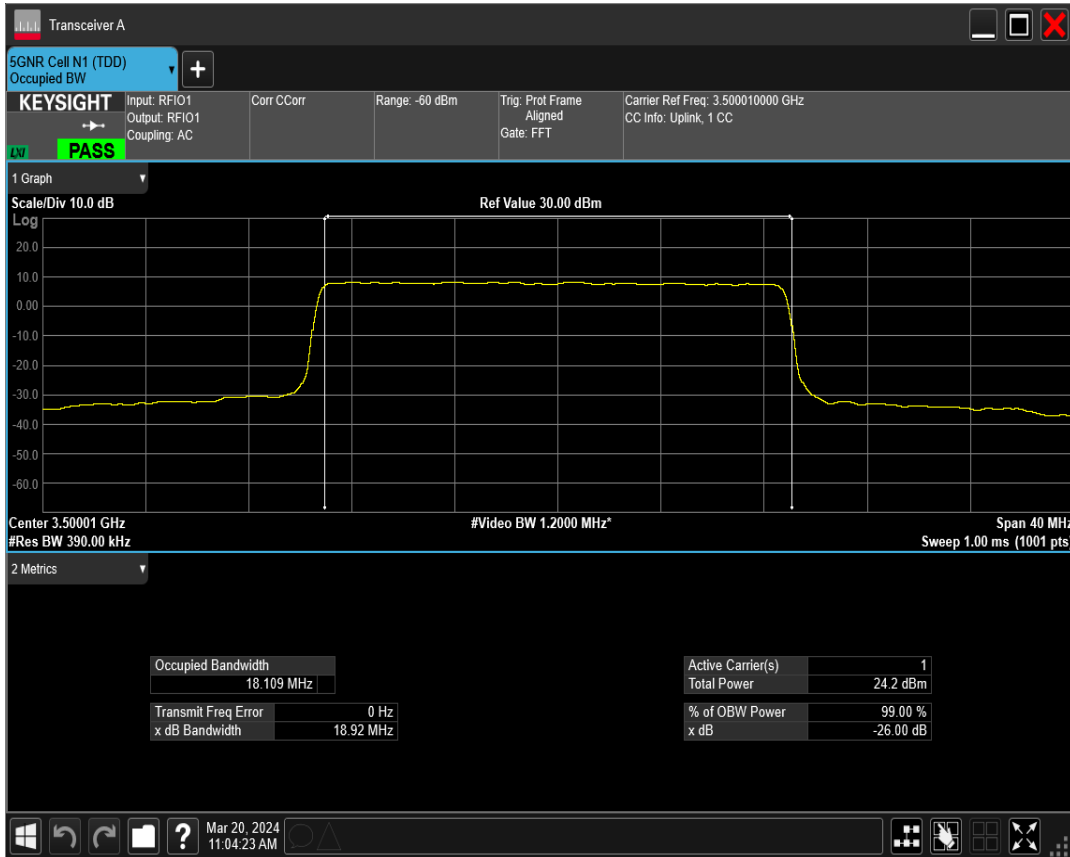 Transceiver A
5GNR Cell N1 (TDD)
Occupied BW
+
KEYSIGHT
LXI
PASS
Input: RFIO1
Output: RFIO1
Coupling: AC
Corr CCorr
Range: -60 dBm
Trig: Prot Frame
Aligned
Gate: FFT
Carrier Ref Freq: 3.500010000 GHz
CC Info: Uplink, 1 CC
1 Graph
Scale/Div 10.0 dB
Ref Value 30.00 dBm
Log
20.0
10.0
0.00
-10.0
-20.0
-30.0
-40.0
-50.0
-60.0
Center 3.50001 GHz
#Video BW 1.2000 MHz*
Span 40 MHz
#Res BW 390.00 kHz
Sweep 1.00 ms (1001 pts)
2 Metrics
Occupied Bandwidth
18.109 MHz
Transmit Freq Error 0 Hz
x dB Bandwidth 18.92 MHz
Active Carrier(s) 1
Total Power 24.2 dBm
% of OBW Power 99.00 %
x dB -26.00 dB
?
Mar 20, 2024
11:04:23 AM